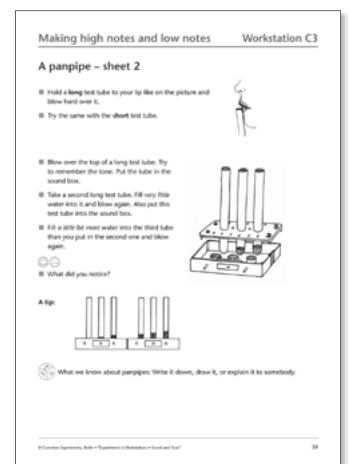 Making high notes and low notes Workstation C3
A panpipe – sheet 2
Hold a long test tube to your lip like on the picture and
blow hard over it.
Try the same with the short test tube.
Blow over the top of a long test tube. Try
to remember the tone. Put the tube in the
sound box.
Take a second long test tube. Fill very little
water into it and blow again. Also put this
test tube into the sound box.
Fill a little bit more water into the third tube
than you put in the second one and blow
again.
What did you notice?
A tip:
What we know about panpipes: Write it down, draw it, or explain it to somebody.